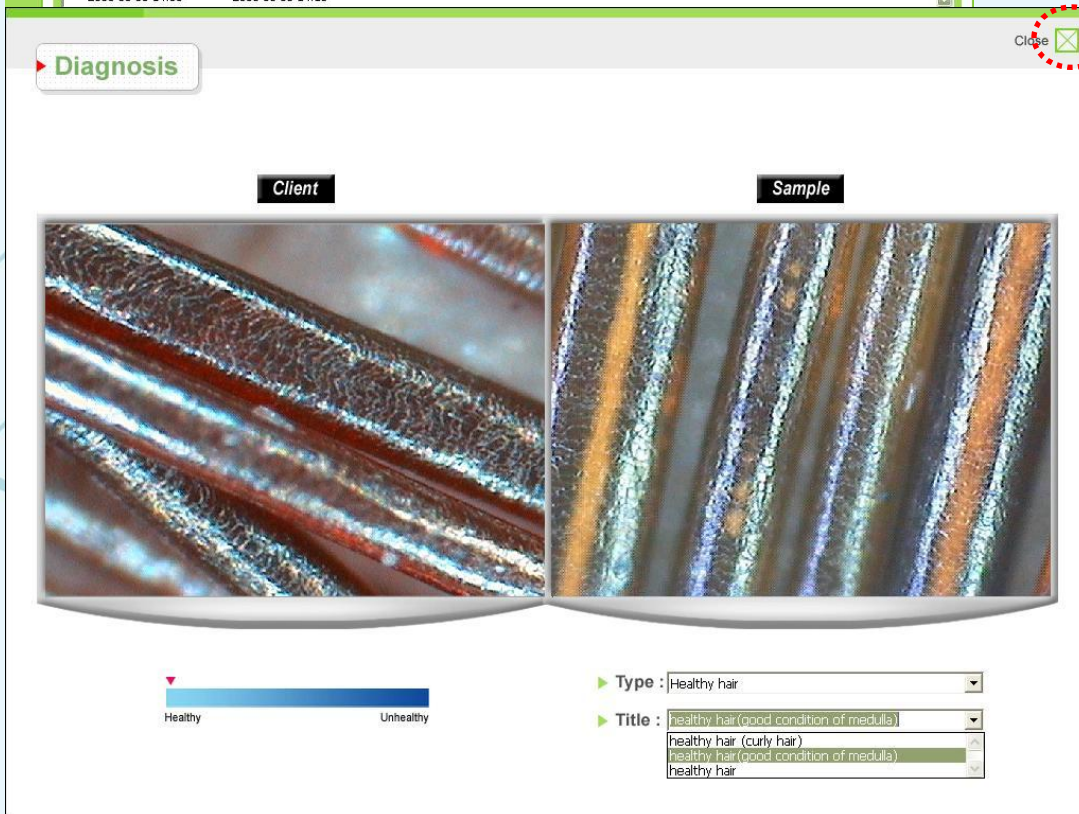 Close
Diagnosis
Client
Sample
Healthy
Unhealthy
Type : Healthy hair
Title : healthy hair(good condition of medulla)
healthy hair (curly hair)
healthy hair(good condition of medulla)
healthy hair